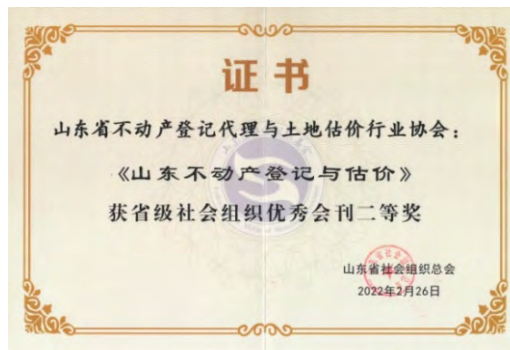 证书
山东省不动产登记代理与土地估价行业协会：
《山东不动产登记与估价》
获省级社会组织优秀会刊二等奖
山东省社会组织总会
2022年2月26日